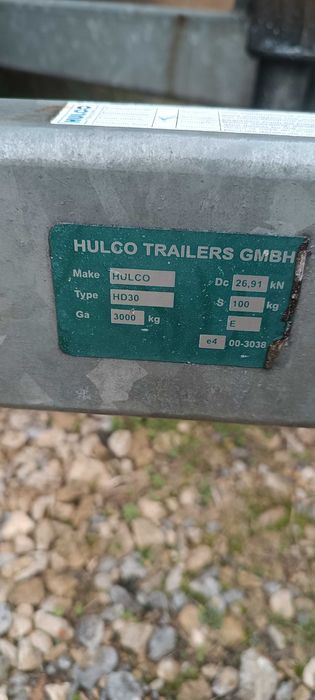 HULCO
HULCO TRAILERS GMBH
Make HULCO Dc 26,91 kN
Type HD30 S 100 kg
Ga 3000 kg E
e4 00-3038